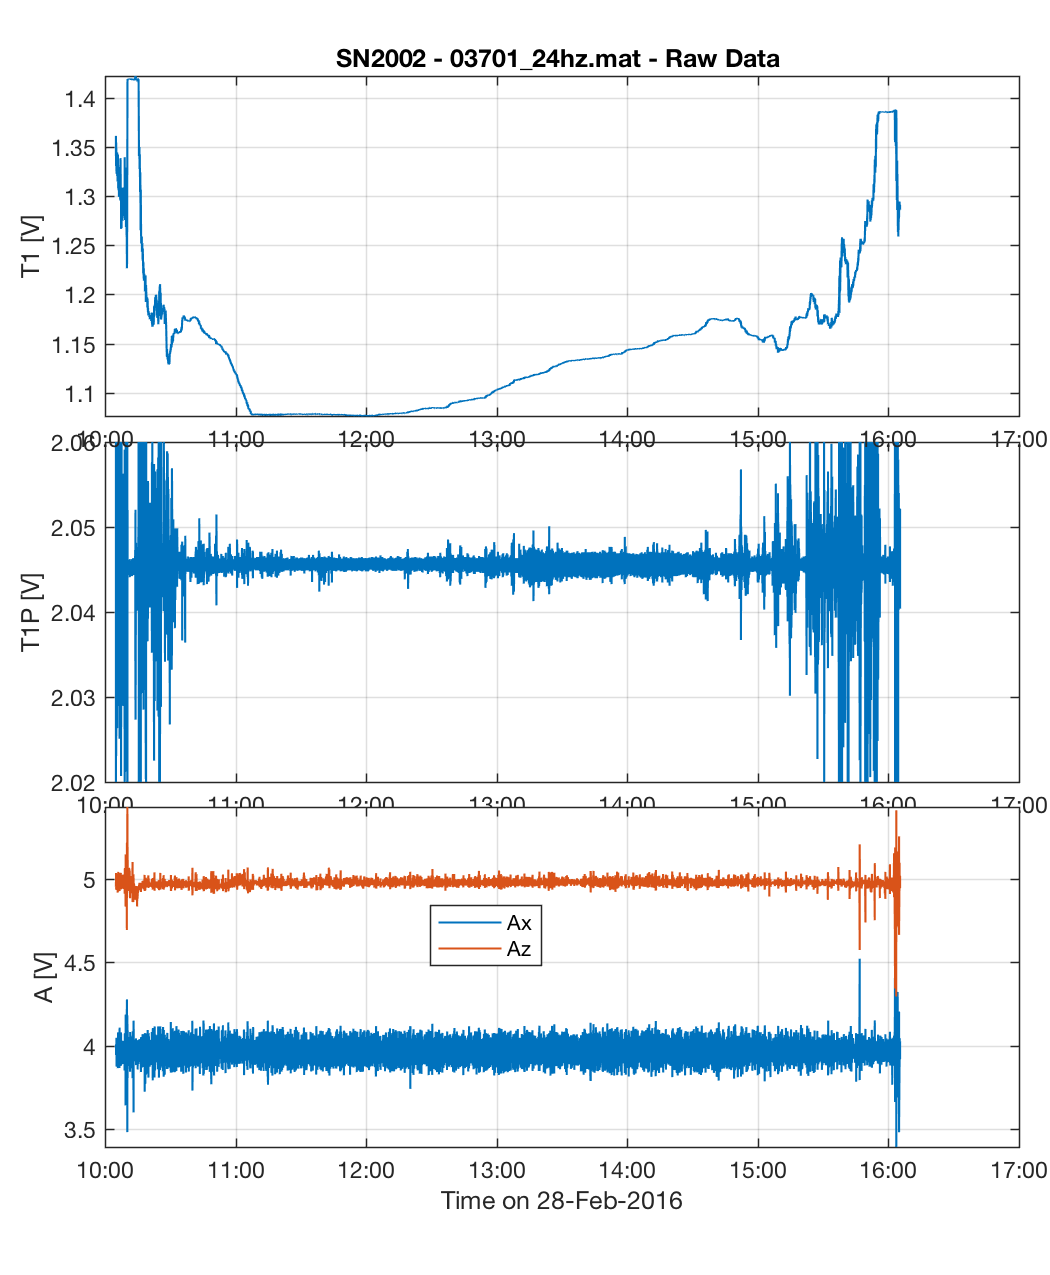 SN2002 - 03701_24hz.mat - Raw Data
1.4
1.35
1.3
1.25
1.2
1.15
1.1
T1 [V]
10:00 11:00 12:00 13:00 14:00 15:00 16:00 17:00
2.06
2.05
2.04
2.03
2.02
T1P [V]
10:00 11:00 12:00 13:00 14:00 15:00 16:00 17:00
5
4.5
4
3.5
A [V]
Ax
Az
10:00 11:00 12:00 13:00 14:00 15:00 16:00 17:00
Time on 28-Feb-2016